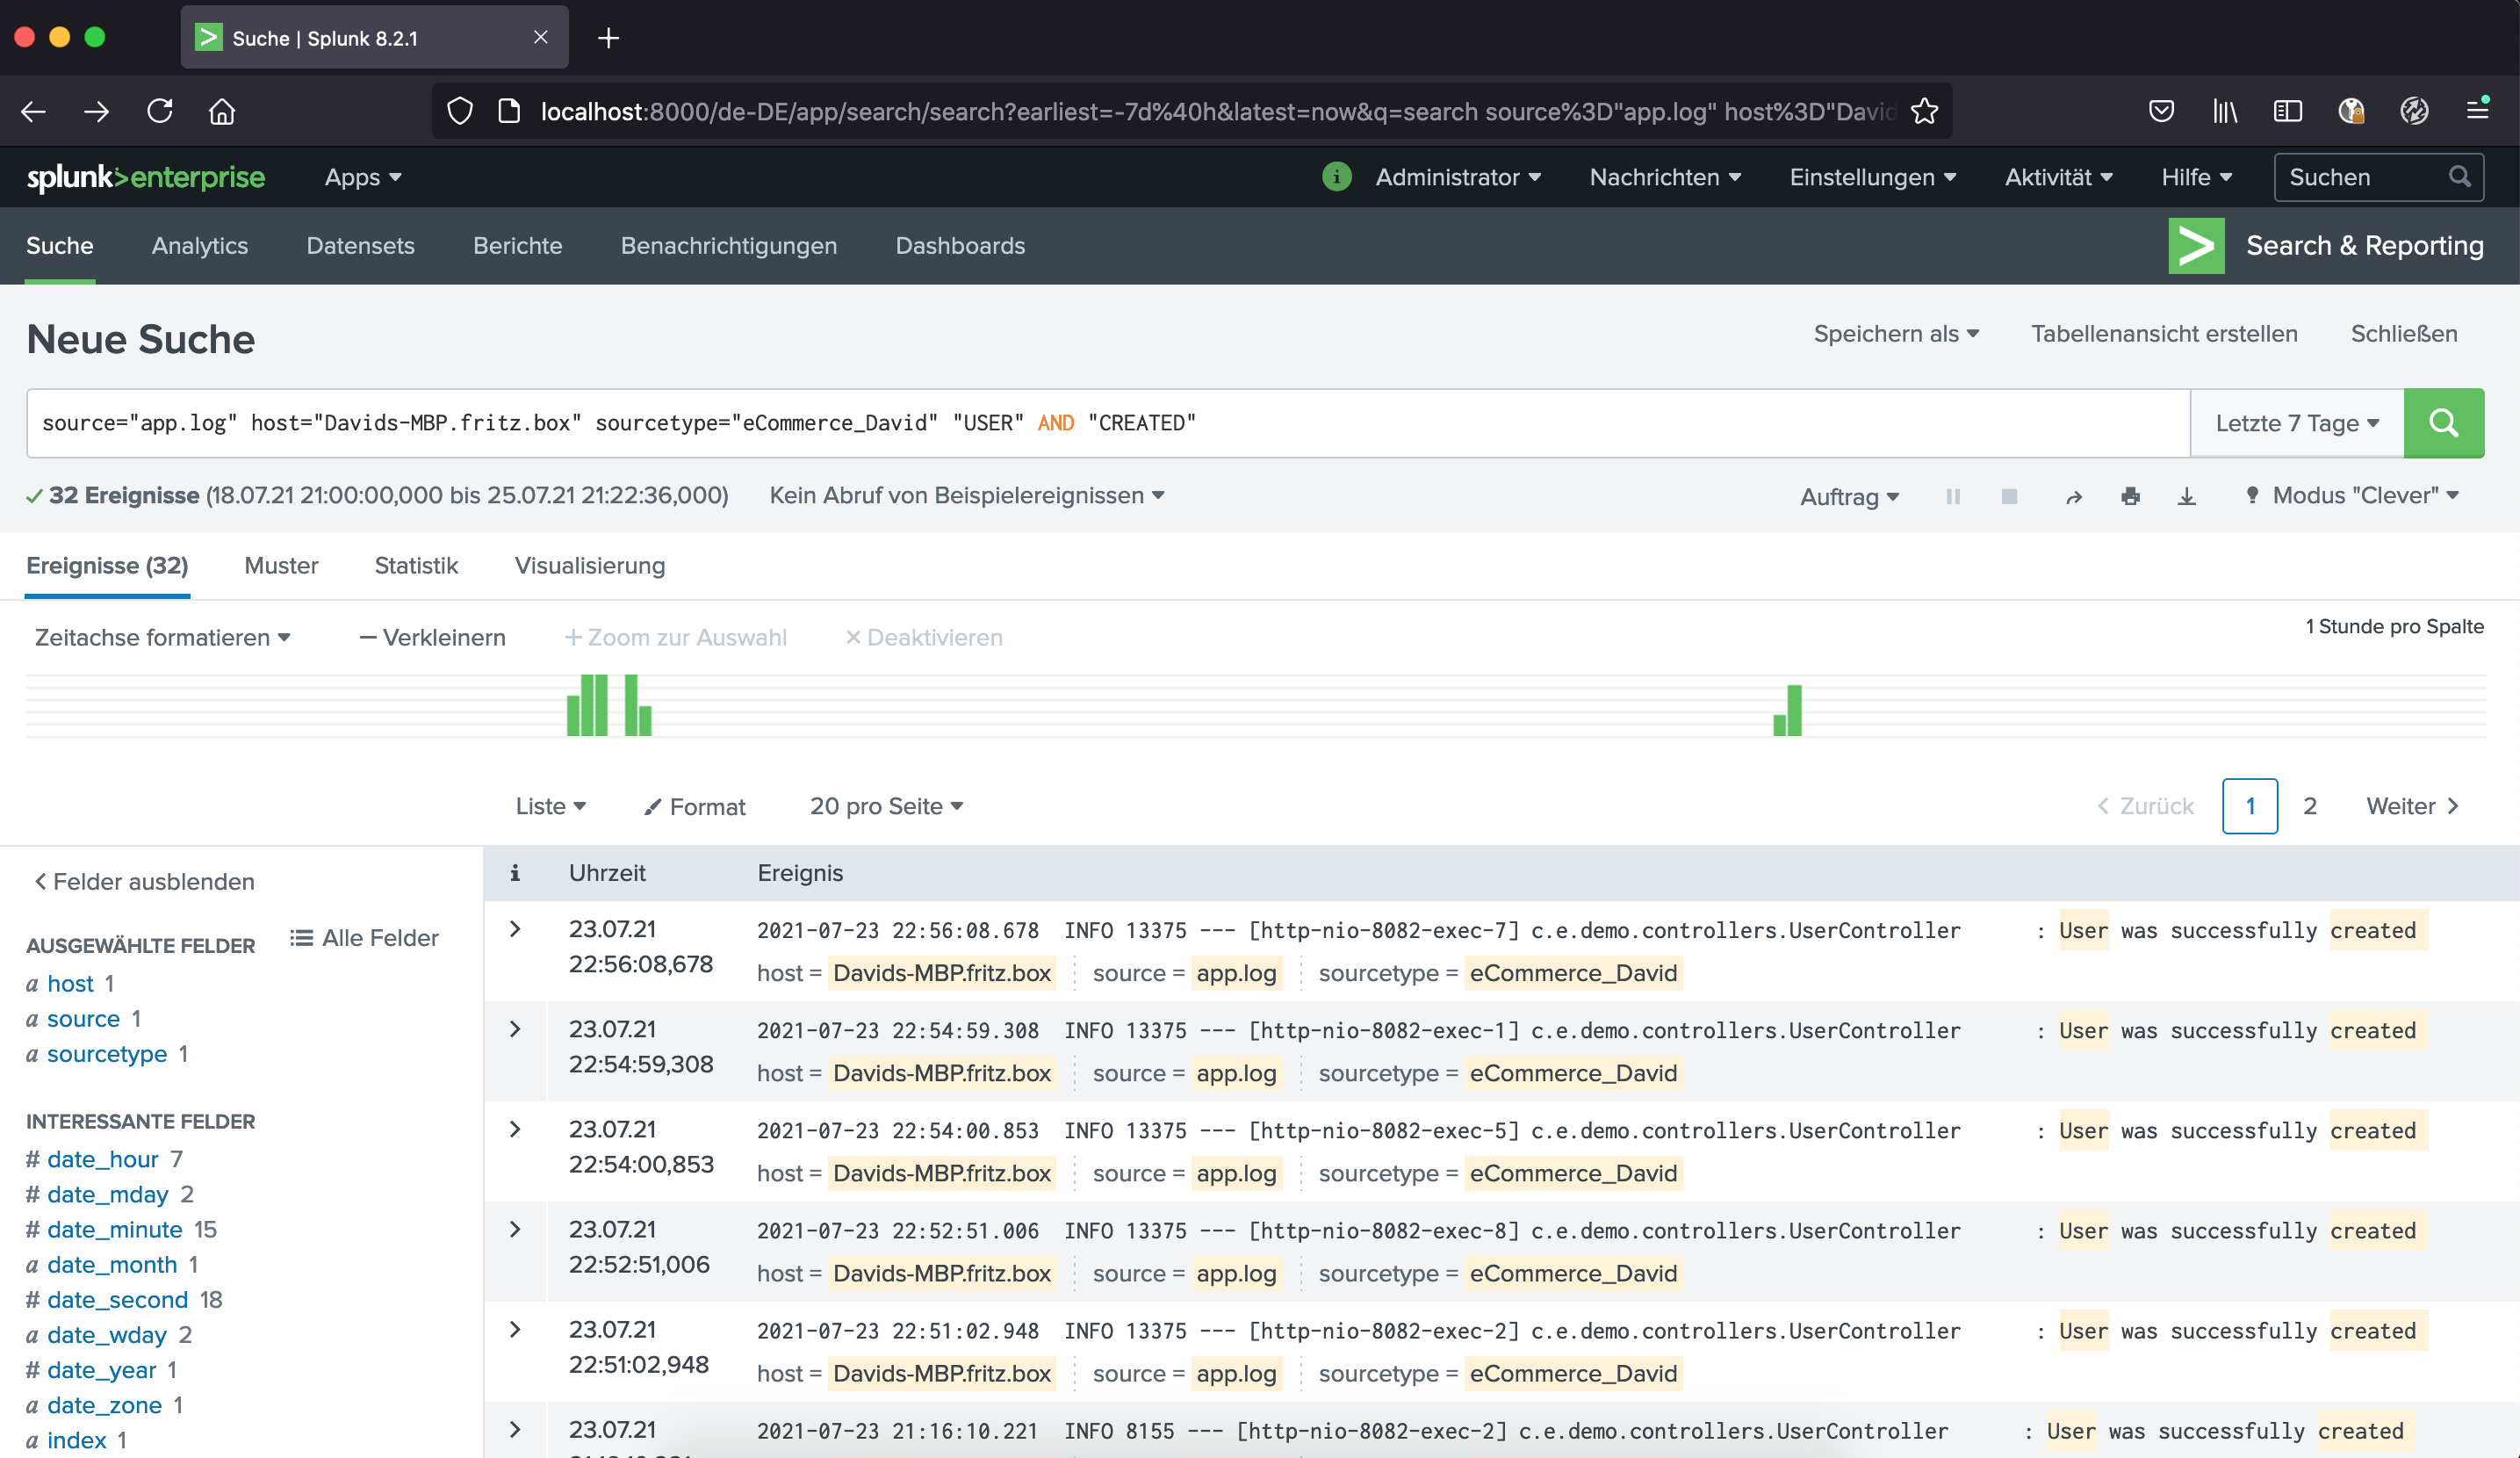 Suche | Splunk 8.2.1
localhost:8000/de-DE/app/search/search?earliest=-7d%40h&latest=now&q=search source%3D"app.log" host%3D"David
splunk>enterprise Apps Administrator Nachrichten Einstellungen Aktivität Hilfe Suchen
Suche Analytics Datensets Berichte Benachrichtigungen Dashboards Search & Reporting
Neue Suche Speichern als Tabellenansicht erstellen Schließen
source="app.log" host="Davids-MBP.fritz.box" sourcetype="eCommerce_David" "USER" AND "CREATED" Letzte 7 Tage
32 Ereignisse (18.07.21 21:00:00,000 bis 25.07.21 21:22:36,000) Kein Abruf von Beispielereignissen Auftrag Modus "Clever"
Ereignisse (32) Muster Statistik Visualisierung
Zeitachse formatieren — Verkleinern + Zoom zur Auswahl × Deaktivieren 1 Stunde pro Spalte
Liste Format 20 pro Seite < Zurück 1 2 Weiter >
< Felder ausblenden
Alle Felder
AUSGEWÄHLTE FELDER
a host 1
a source 1
a sourcetype 1
INTERESSANTE FELDER
# date_hour 7
# date_mday 2
# date_minute 15
a date_month 1
# date_second 18
a date_wday 2
# date_year 1
a date_zone 1
a index 1
i Uhrzeit Ereignis
23.07.21 2021-07-23 22:56:08.678 INFO 13375 --- [http-nio-8082-exec-7] c.e.demo.controllers.UserController : User was successfully created
22:56:08,678 host = Davids-MBP.fritz.box source = app.log sourcetype = eCommerce_David
23.07.21 2021-07-23 22:54:59.308 INFO 13375 --- [http-nio-8082-exec-1] c.e.demo.controllers.UserController : User was successfully created
22:54:59,308 host = Davids-MBP.fritz.box source = app.log sourcetype = eCommerce_David
23.07.21 2021-07-23 22:54:00.853 INFO 13375 --- [http-nio-8082-exec-5] c.e.demo.controllers.UserController : User was successfully created
22:54:00,853 host = Davids-MBP.fritz.box source = app.log sourcetype = eCommerce_David
23.07.21 2021-07-23 22:52:51.006 INFO 13375 --- [http-nio-8082-exec-8] c.e.demo.controllers.UserController : User was successfully created
22:52:51,006 host = Davids-MBP.fritz.box source = app.log sourcetype = eCommerce_David
23.07.21 2021-07-23 22:51:02.948 INFO 13375 --- [http-nio-8082-exec-2] c.e.demo.controllers.UserController : User was successfully created
22:51:02,948 host = Davids-MBP.fritz.box source = app.log sourcetype = eCommerce_David
23.07.21 2021-07-23 21:16:10.221 INFO 8155 --- [http-nio-8082-exec-2] c.e.demo.controllers.UserController : User was successfully created